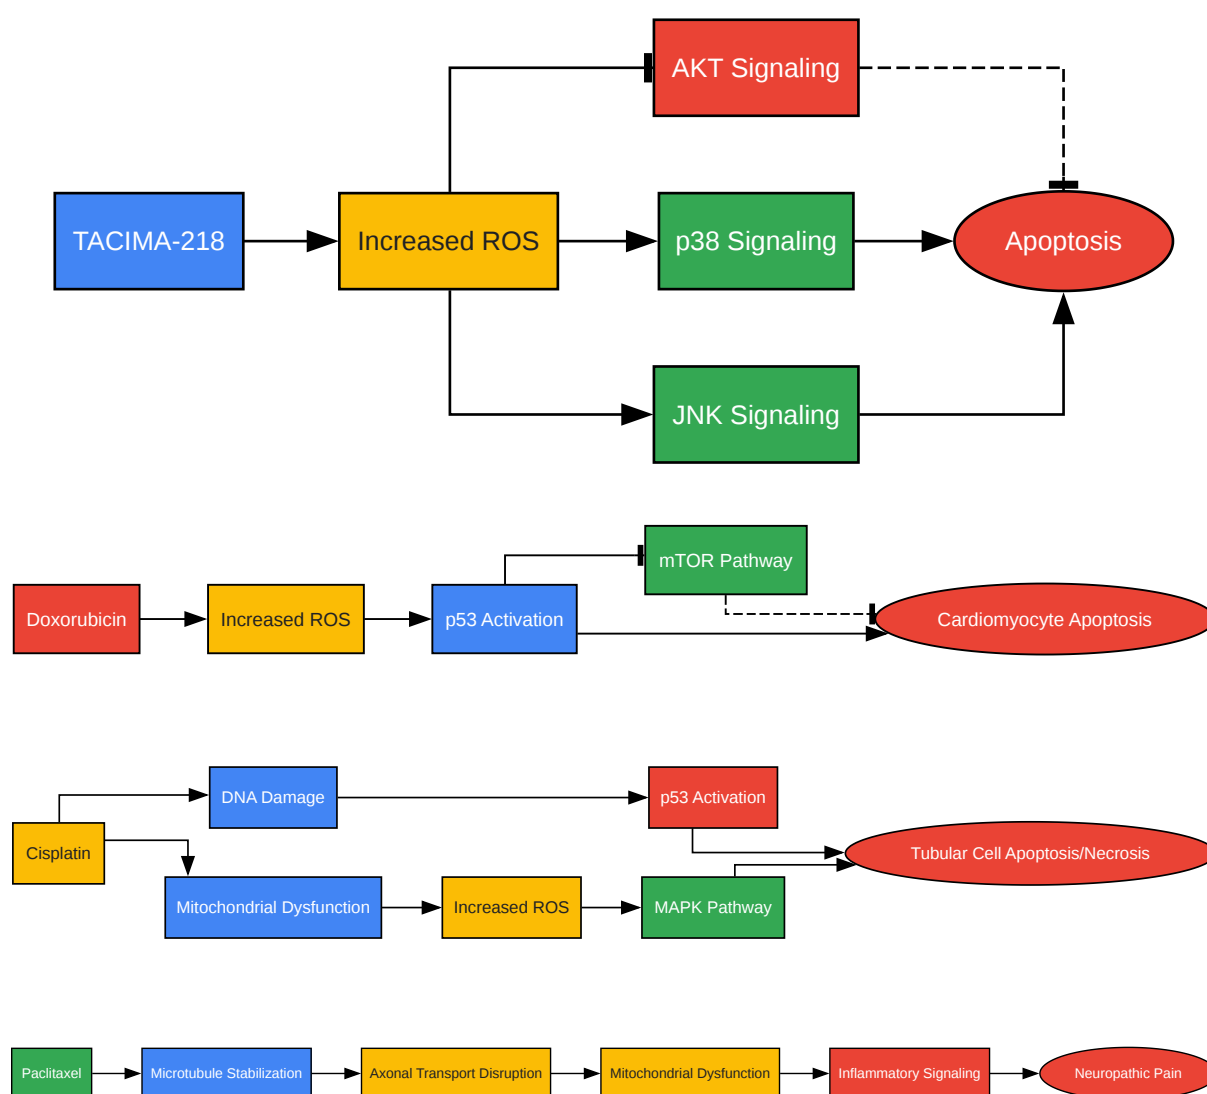 AKT Signaling
TACIMA-218
Increased ROS
p38 Signaling
Apoptosis
JNK Signaling
mTOR Pathway
Doxorubicin
Increased ROS
p53 Activation
Cardiomyocyte Apoptosis
DNA Damage
p53 Activation
Cisplatin
Tubular Cell Apoptosis/Necrosis
Mitochondrial Dysfunction
Increased ROS
MAPK Pathway
Paclitaxel
Microtubule Stabilization
Axonal Transport Disruption
Mitochondrial Dysfunction
Inflammatory Signaling
Neuropathic Pain